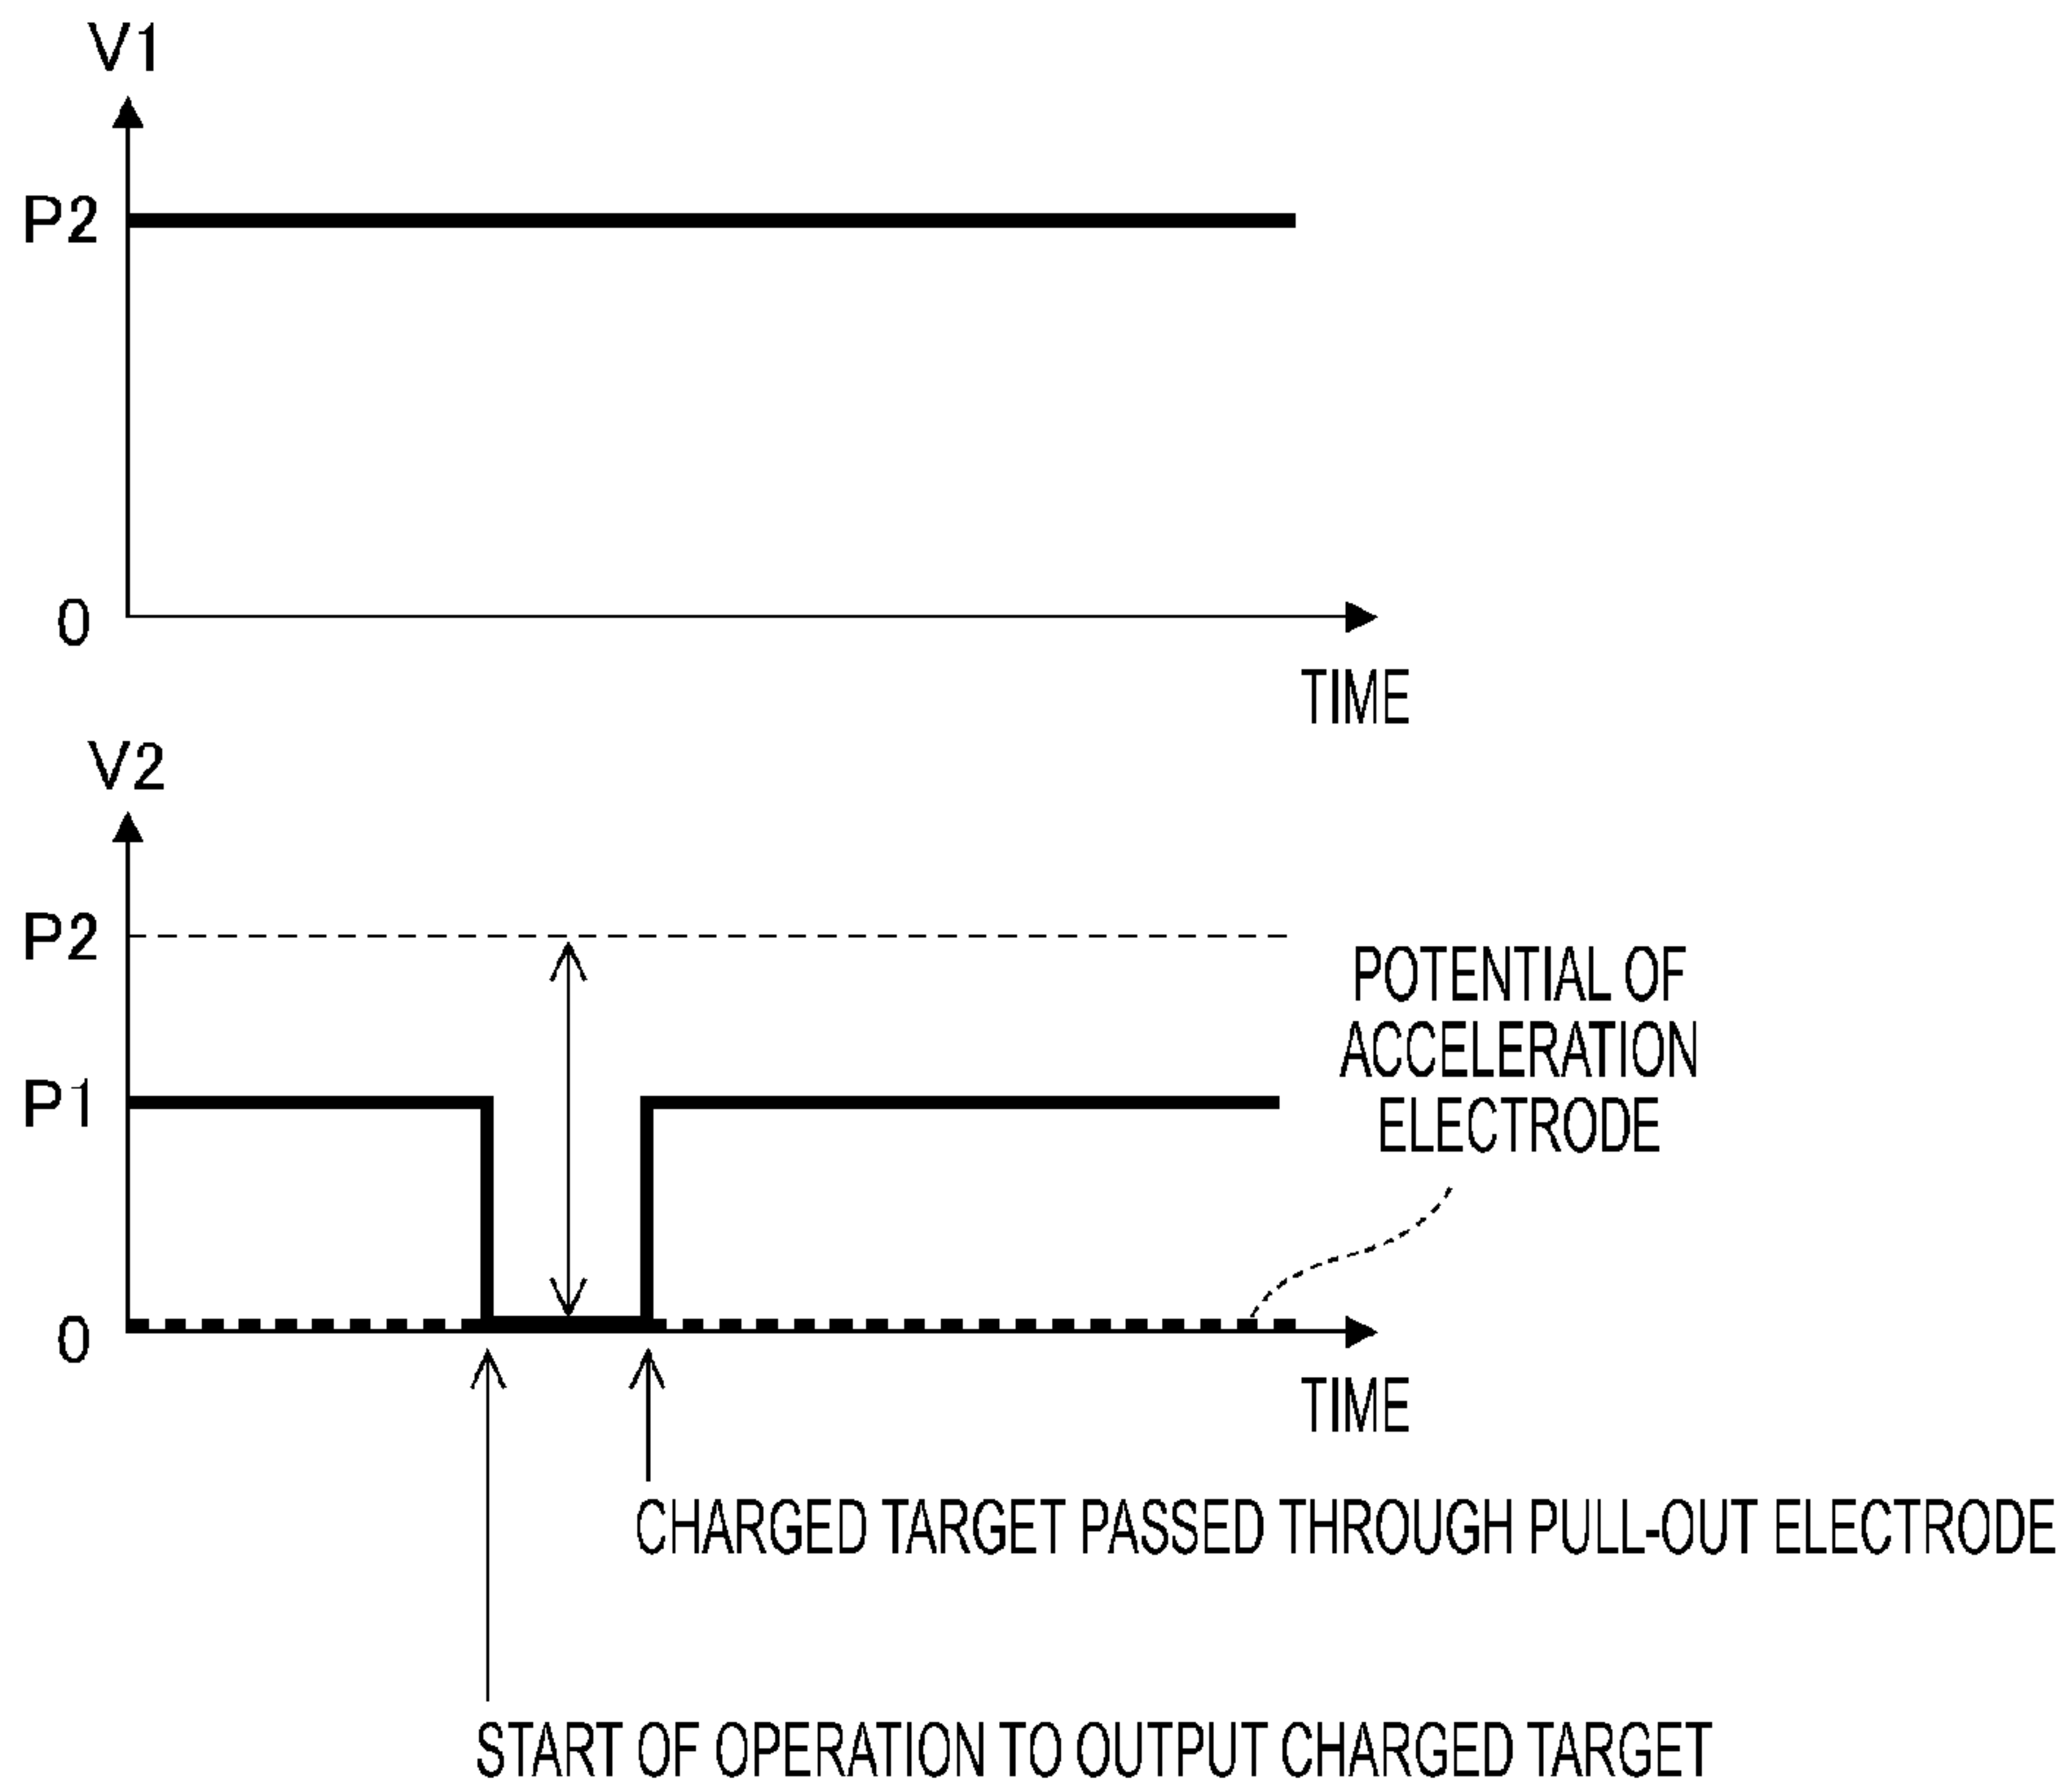 V1
P2
0
TIME
V2
P2
POTENTIAL OF
ACCELERATION
ELECTRODE
P1
0
TIME
CHARGED TARGET PASSED THROUGH PULL-OUT ELECTRODE
START OF OPERATION TO OUTPUT CHARGED TARGET